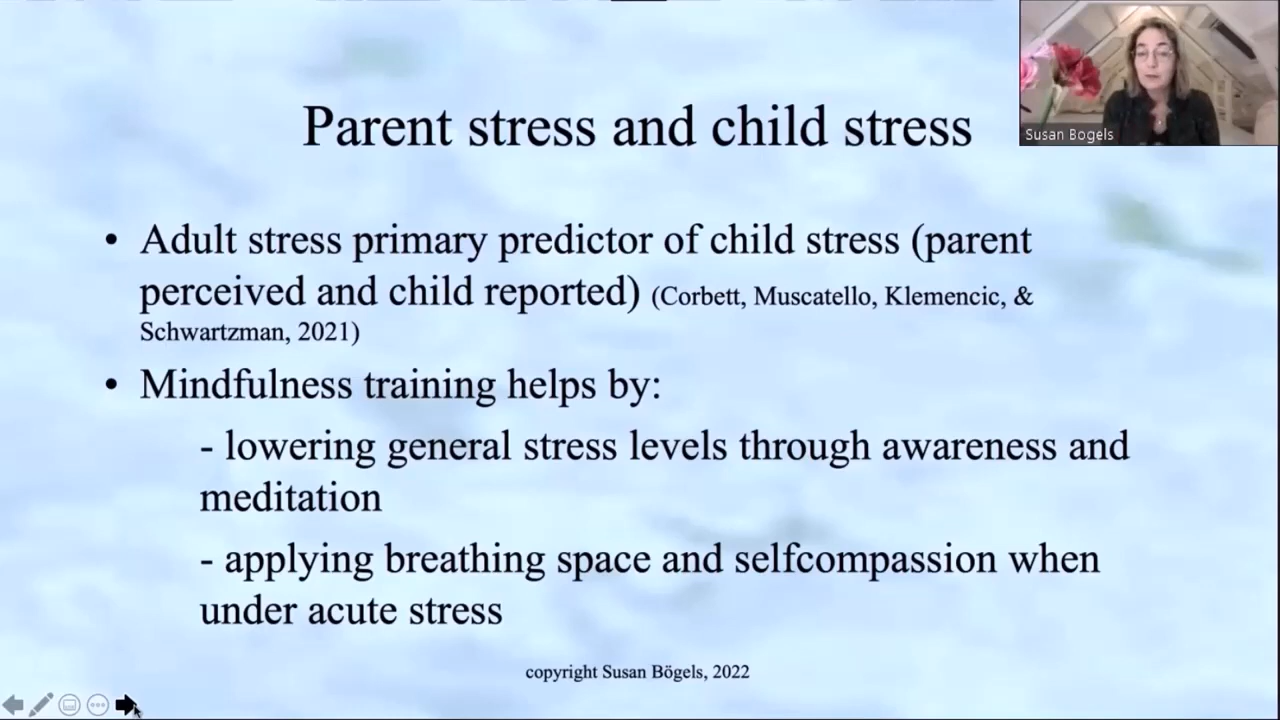 Parent stress and child stress
Susan Bogels
• Adult stress primary predictor of child stress (parent
perceived and child reported) (Corbett, Muscatello, Klemencic, &
Schwartzman, 2021)
• Mindfulness training helps by:
- lowering general stress levels through awareness and
meditation
- applying breathing space and selfcompassion when
under acute stress
copyright Susan Bögels, 2022